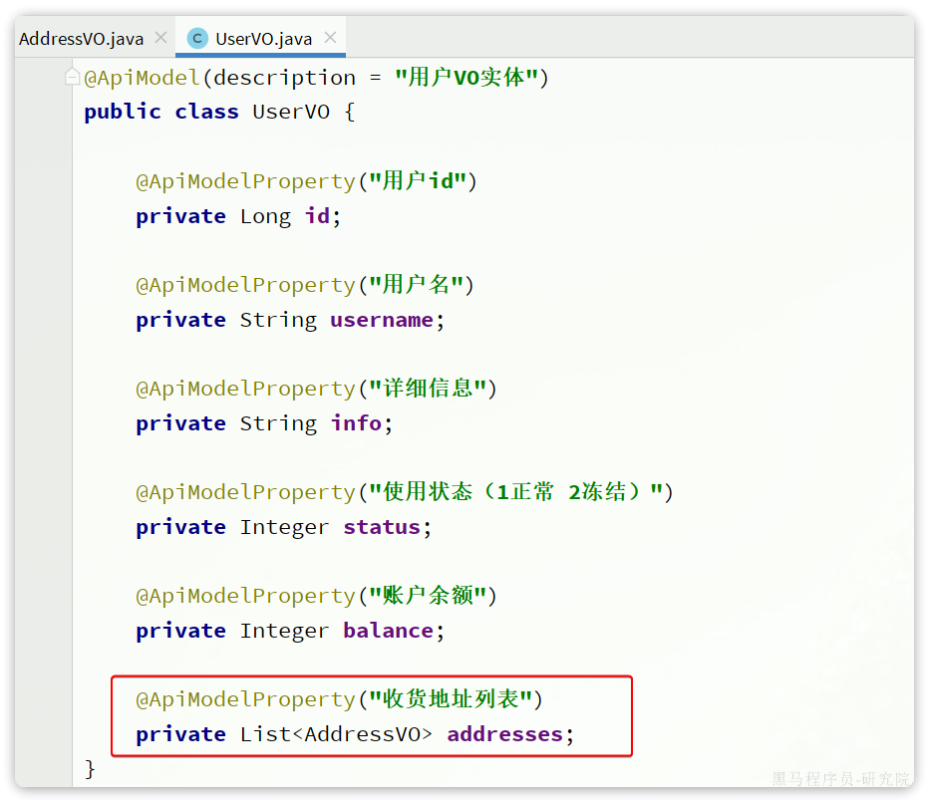 AddressVO.java
UserVO.java
@ApiModel(description = "用户VO实体")
public class UserVO {
@ApiModelProperty("用户id")
private Long id;
@ApiModelProperty("用户名")
private String username;
@ApiModelProperty("详细信息")
private String info;
@ApiModelProperty("使用状态（1正常 2冻结）")
private Integer status;
@ApiModelProperty("账户余额")
private Integer balance;
@ApiModelProperty("收货地址列表")
private List<AddressVO> addresses;
}
黑马程序员-研究院